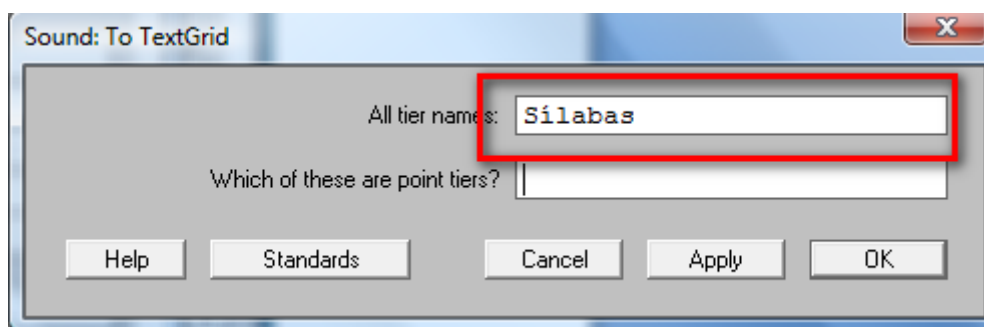 Sound: To TextGrid
All tier names: Sílabas
Which of these are point tiers?
Help Standards Cancel Apply OK